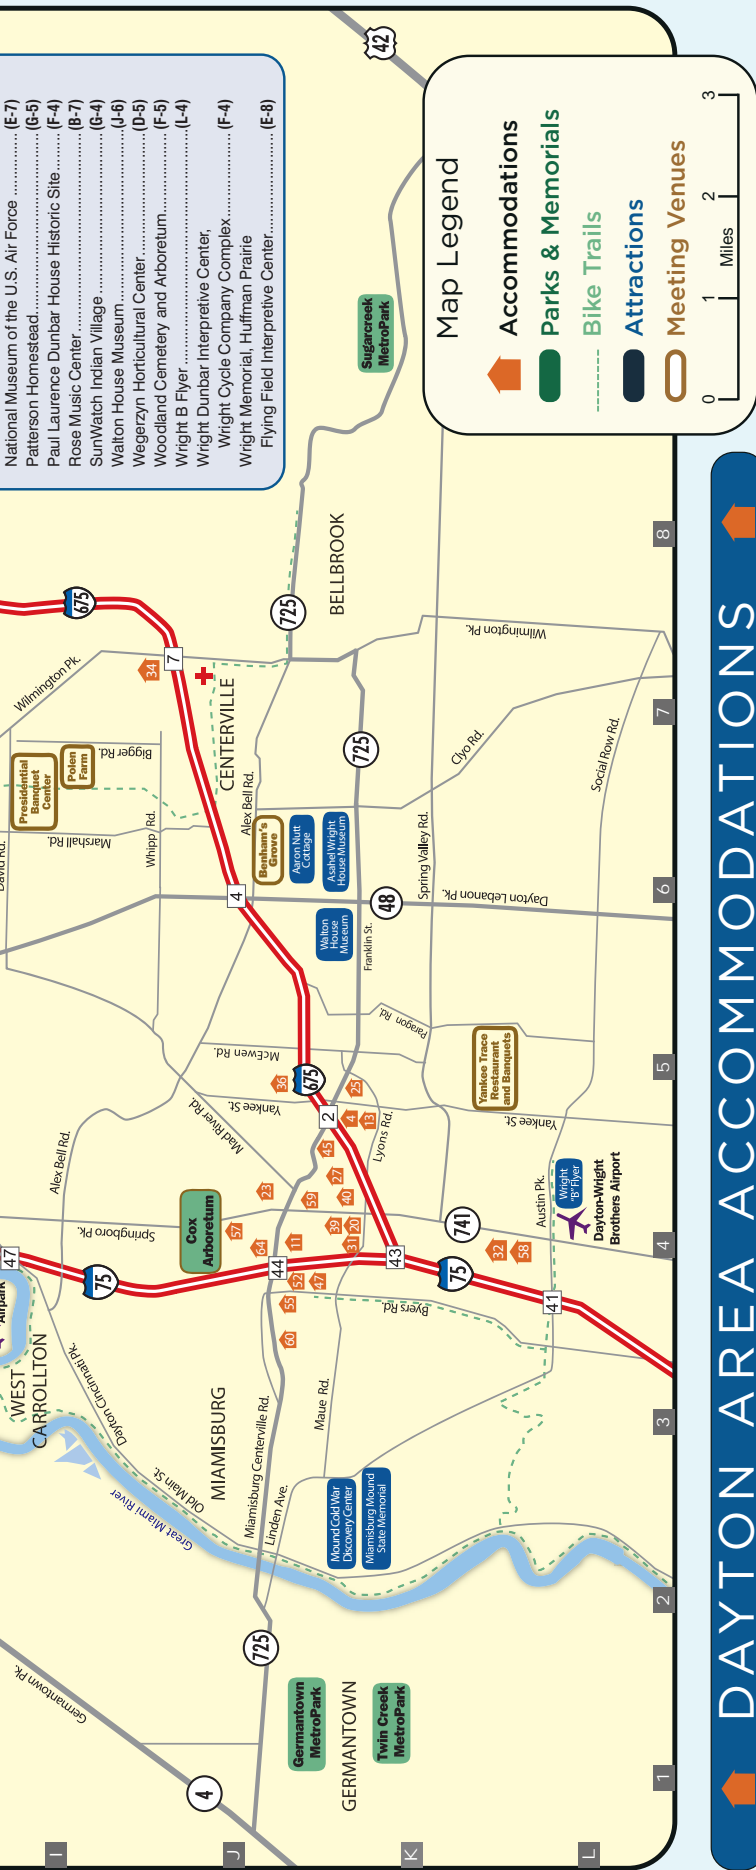 National Museum of the U.S. Air Force ................ (E-7)
Patterson Homestead................................................(G-5)
Paul Laurence Dunbar House Historic Site....... (F-4)
Rose Music Center.................................................(B-7)
SunWatch Indian Village ........................................(G-4)
Walton House Museum..........................................(J-6)
Wegerzyn Horticultural Center..............................(D-5)
Woodland Cemetery and Arboretum....................(F-5)
Wright B Flyer .........................................................(L-4)
Wright Dunbar Interpretive Center,
Wright Cycle Company Complex.......................(F-4)
Wright Memorial, Huffman Prairie
Flying Field Interpretive Center.......................... (E-8)
42
Map Legend
Accommodations
Parks & Memorials
Bike Trails
Attractions
Meeting Venues
0
1
2
3
Miles
Sugarcreek
MetroPark
675
BELLBROOK
725
Wilmington Pk.
Wilmington Pk.
34
7
CENTERVILLE
Presidential
Banquet
Center
Polen
Farm
Bigger Rd.
David Rd.
Marshall Rd.
Whipp Rd.
Alex Bell Rd.
Benham's
Grove
Aaron Nutt
Cottage
Asahel Wright
House Museum
725
Clyo Rd.
Social Row Rd.
Spring Valley Rd.
4
Walton
House
Museum
48
Franklin St.
Dayton Lebanon Pk.
Paragon Rd.
McEwen Rd.
675
36
25
Yankee Trace
Restaurant
and Banquets
Yankee St.
Yankee St.
Mad River Rd.
2
4
13
Lyons Rd.
45
27
40
59
23
39
20
31
11
57
64
Cox
Arboretum
Alex Bell Rd.
Springboro Pk.
47
75
44
43
741
75
32
58
Austin Pk.
Wright
"B" Flyer
Dayton-Wright
Brothers Airport
41
52
47
55
60
Byers Rd.
Airpark
WEST
CARROLLTON
Dayton Cincinnati Pk.
MIAMISBURG
Old Main St.
Great Miami River
Miamisburg Centerville Rd.
Linden Ave.
Maue Rd.
Mound Cold War
Discovery Center
Miamisburg Mound
State Memorial
725
Germantown Pk.
4
Germantown
MetroPark
GERMANTOWN
Twin Creek
MetroPark
1
2
3
4
5
6
7
8
I
J
K
L
DAYTON AREA ACCOMMODATIONS